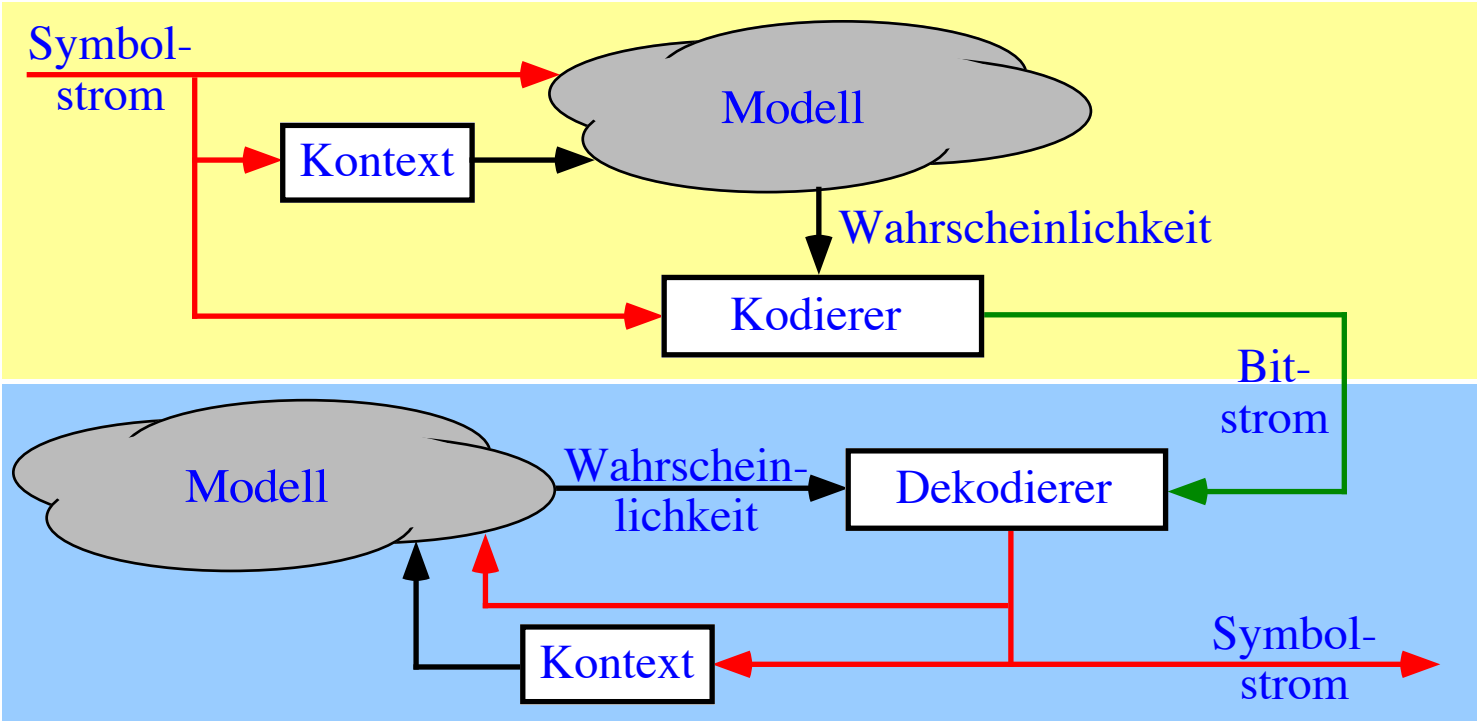 Symbol-
strom
Modell
Kontext
Wahrscheinlichkeit
Kodierer
Bit-
strom
Modell
Wahrschein-
lichkeit
Dekodierer
Kontext
Symbol-
strom